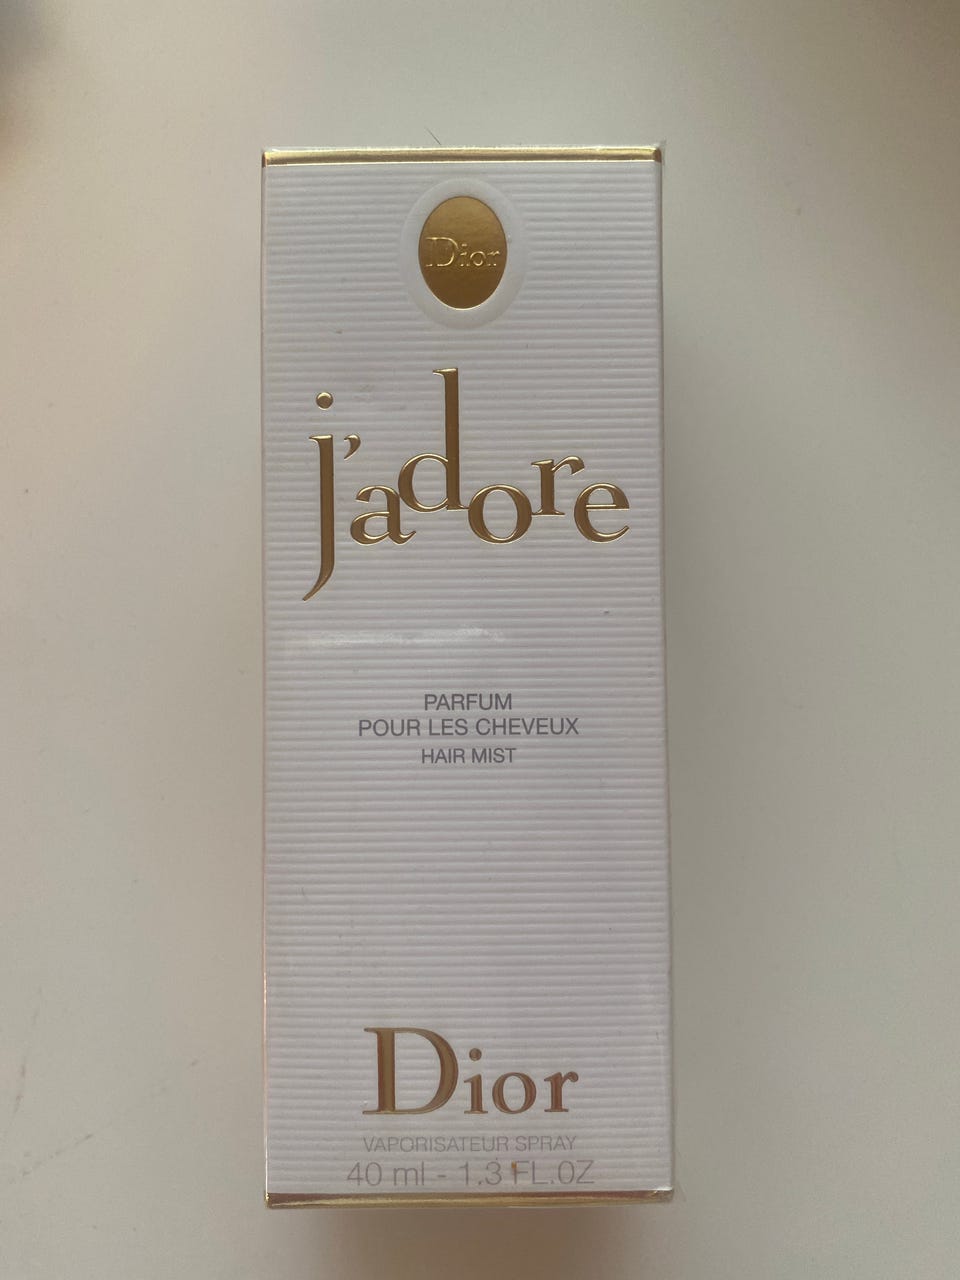 Dior
j'adore
PARFUM
POUR LES CHEVEUX
HAIR MIST
Dior
VAPORISATEUR SPRAY
40 ml - 1.3 FL.OZ